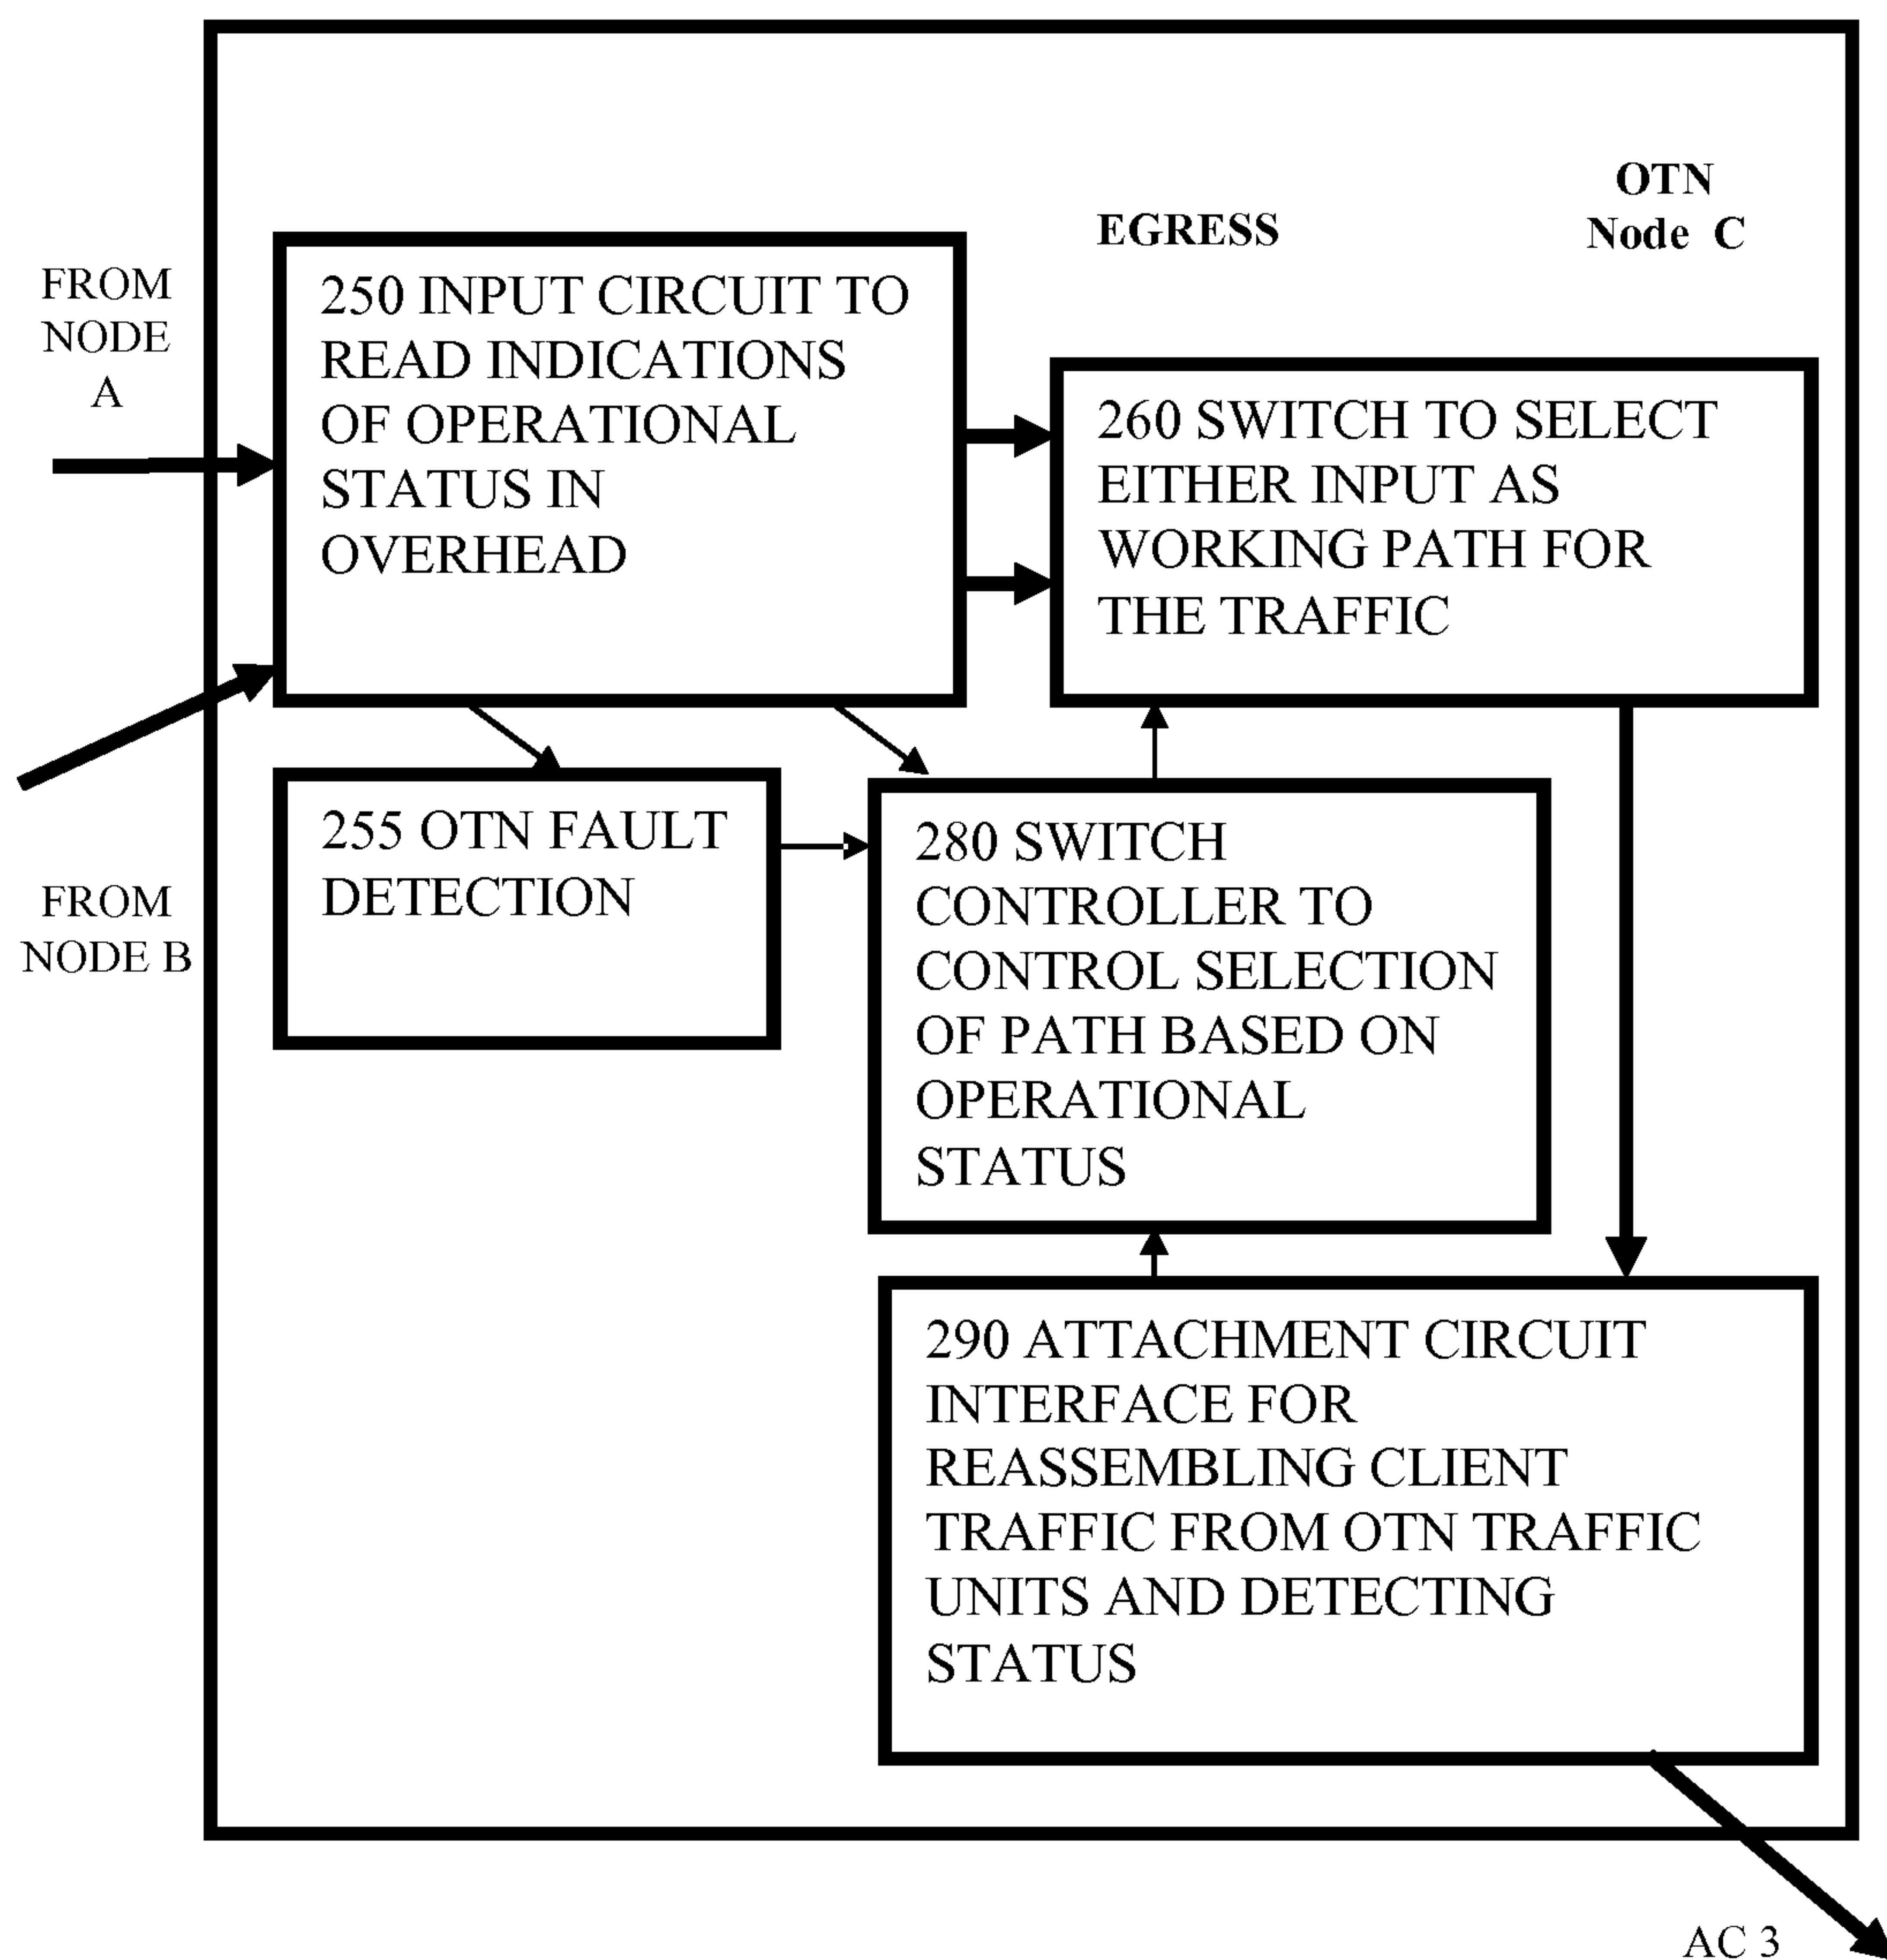 OTN
Node C
EGRESS
FROM
NODE
A
250 INPUT CIRCUIT TO
READ INDICATIONS
OF OPERATIONAL
STATUS IN
OVERHEAD
260 SWITCH TO SELECT
EITHER INPUT AS
WORKING PATH FOR
THE TRAFFIC
FROM
NODE B
255 OTN FAULT
DETECTION
280 SWITCH
CONTROLLER TO
CONTROL SELECTION
OF PATH BASED ON
OPERATIONAL
STATUS
290 ATTACHMENT CIRCUIT
INTERFACE FOR
REASSEMBLING CLIENT
TRAFFIC FROM OTN TRAFFIC
UNITS AND DETECTING
STATUS
AC 3